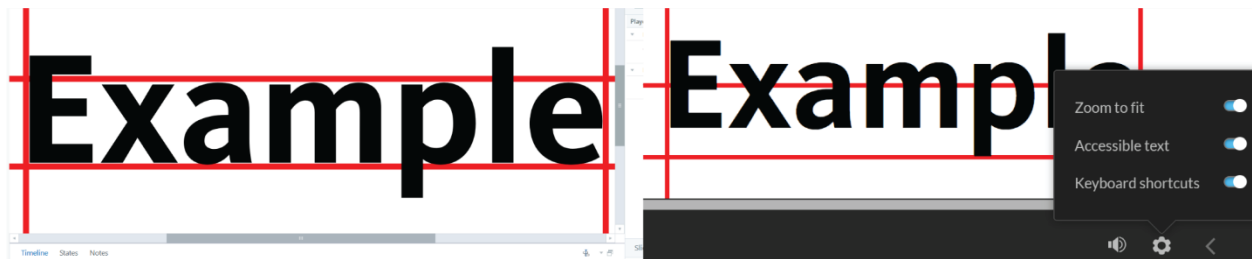 Example
Timeline States Notes
Example
Zoom to fit
Accessible text
Keyboard shortcuts